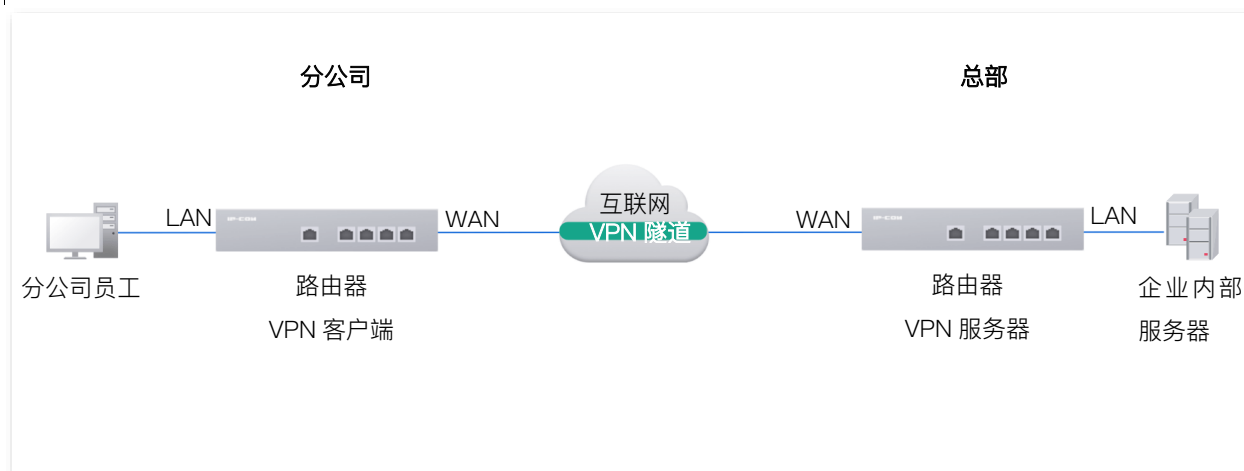 分公司
总部
互联网
VPN 隧道
LAN
WAN
WAN
LAN
分公司员工
路由器
VPN 客户端
路由器
VPN 服务器
企业内部
服务器